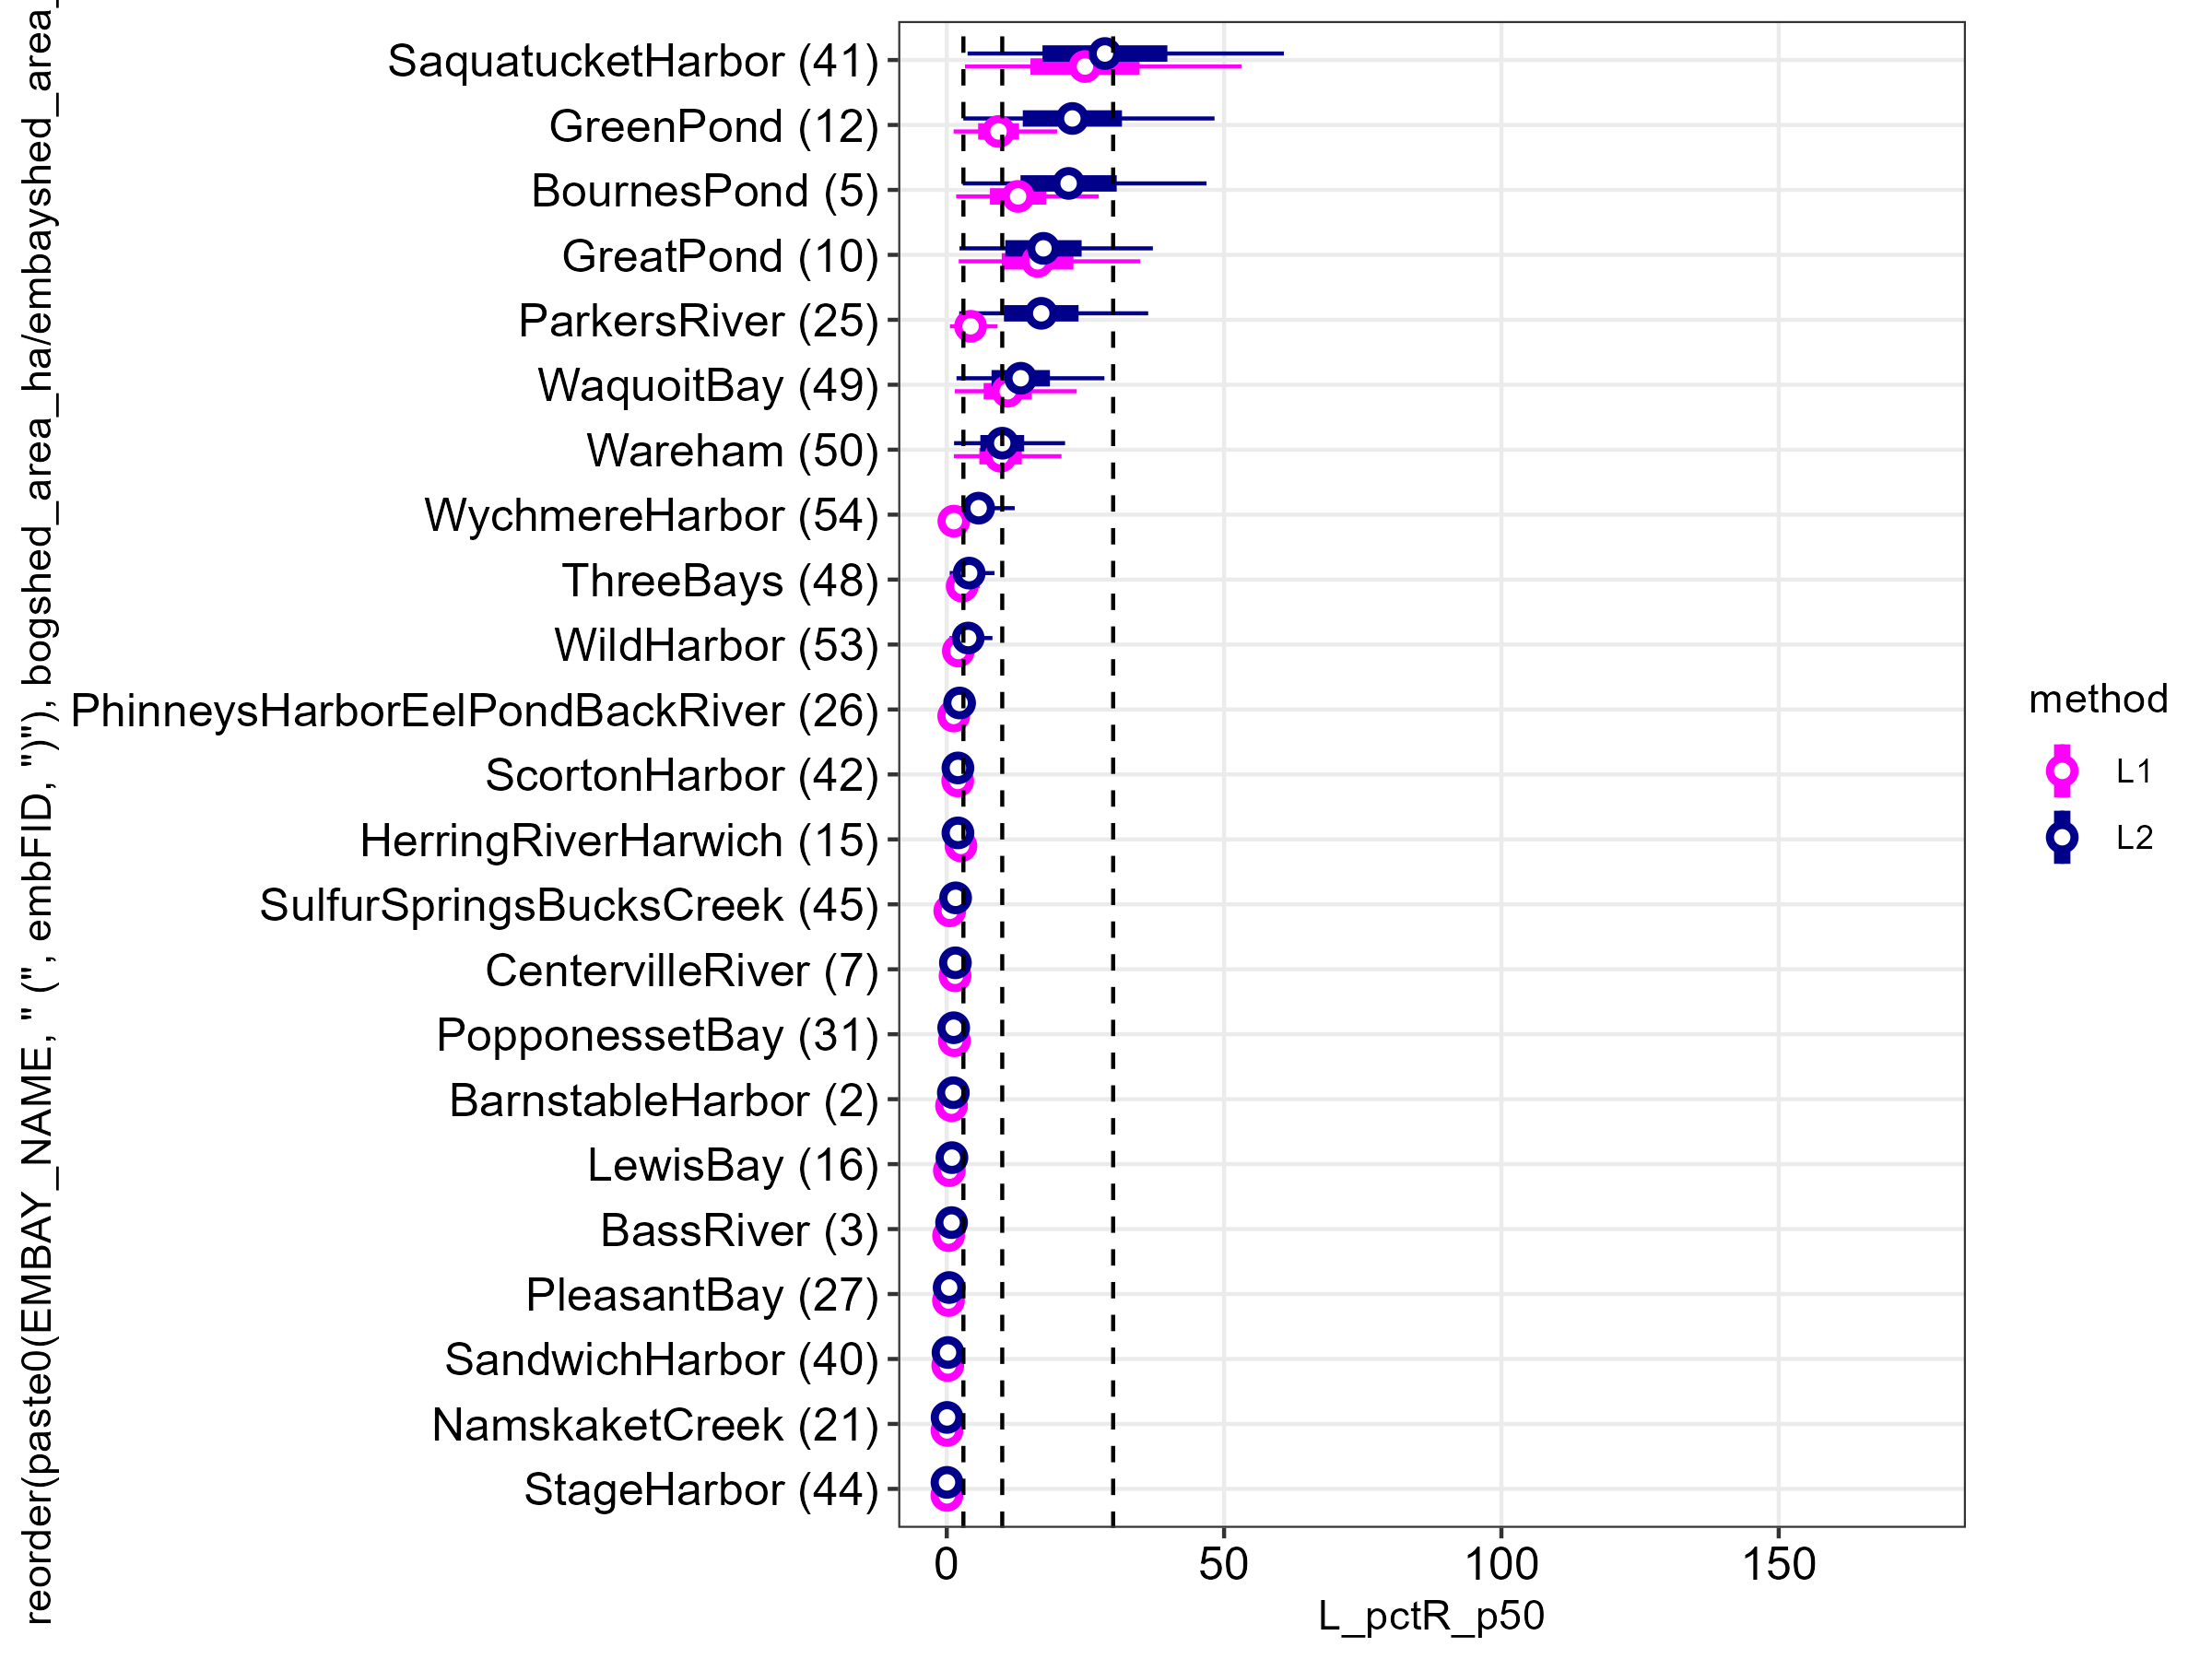 reorder(paste0(EMBAY_NAME, " (", embFID, ")"), bogshed_area_ha/embayshed_area_
SaquatucketHarbor (41)
GreenPond (12)
BournesPond (5)
GreatPond (10)
ParkersRiver (25)
WaquoitBay (49)
Wareham (50)
WychmereHarbor (54)
ThreeBays (48)
WildHarbor (53)
PhinneysHarborEelPondBackRiver (26)
ScortonHarbor (42)
HerringRiverHarwich (15)
SulfurSpringsBucksCreek (45)
CentervilleRiver (7)
PopponessetBay (31)
BarnstableHarbor (2)
LewisBay (16)
BassRiver (3)
PleasantBay (27)
SandwichHarbor (40)
NamskaketCreek (21)
StageHarbor (44)
0 50 100 150
L_pctR_p50
method
L1
L2